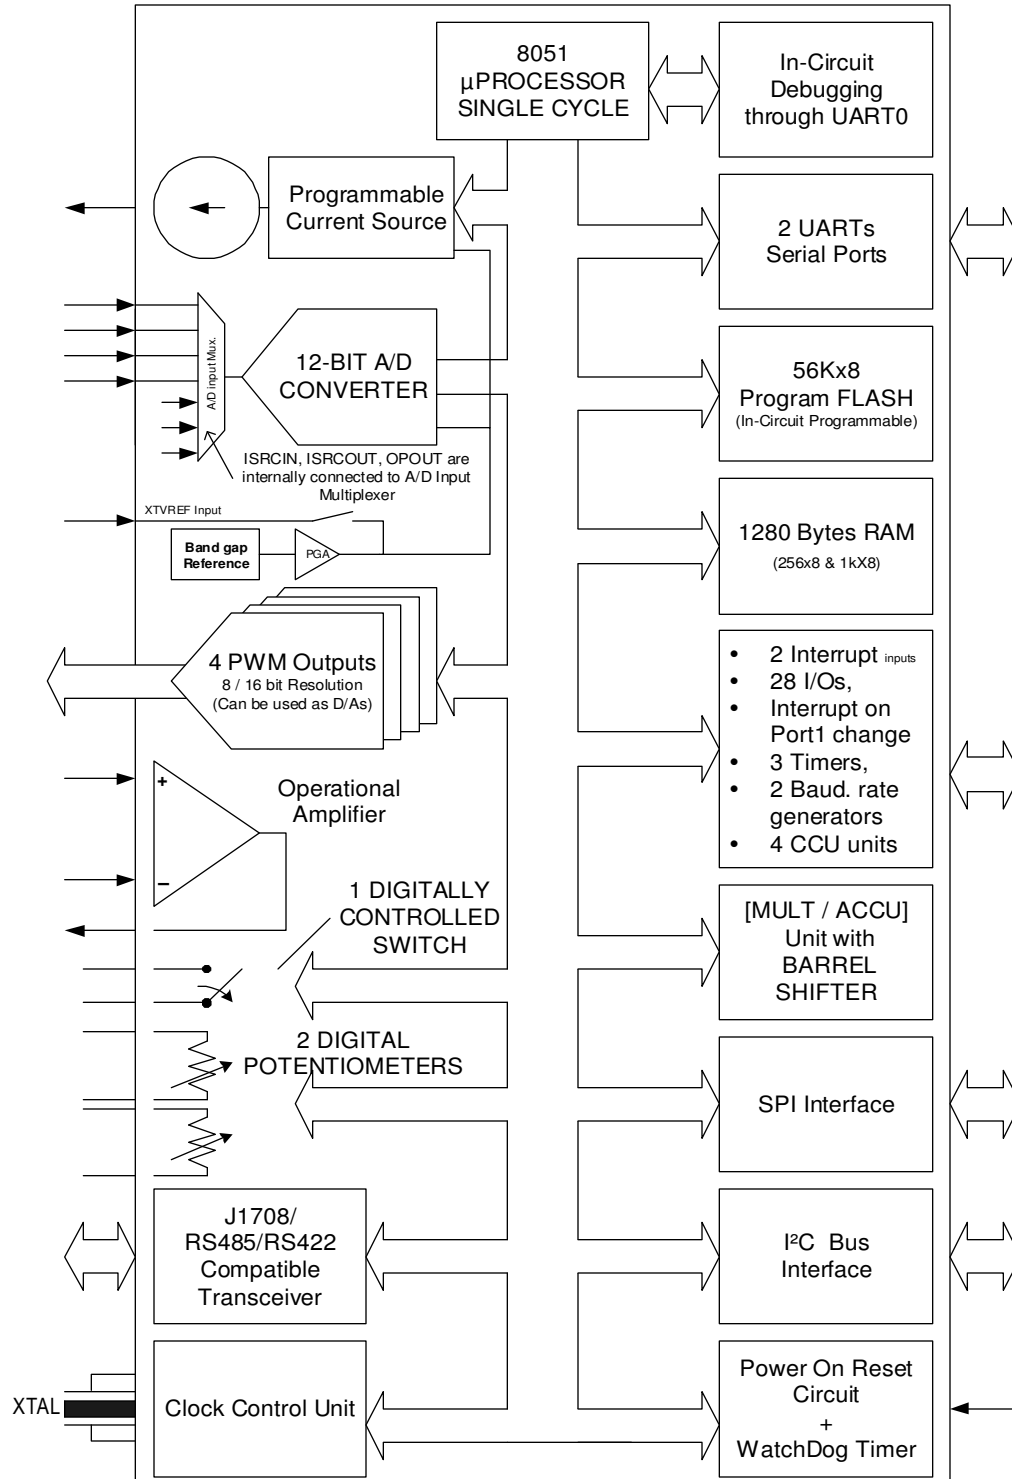 8051
µPROCESSOR
SINGLE CYCLE
In-Circuit
Debugging
through UART0
Programmable
Current Source
2 UARTs
Serial Ports
A/D input Mux.
12-BIT A/D
CONVERTER
56Kx8
Program FLASH
(In-Circuit Programmable)
ISRCIN, ISRCOUT, OPOUT are
internally connected to A/D Input
Multiplexer
XTVREF Input
Band gap
Reference
PGA
1280 Bytes RAM
(256x8 & 1kX8)
4 PWM Outputs
8 / 16 bit Resolution
(Can be used as D/As)
• 2 Interrupt inputs
• 28 I/Os,
• Interrupt on
Port1 change
• 3 Timers,
• 2 Baud. rate
generators
• 4 CCU units
+
−
Operational
Amplifier
1 DIGITALLY
CONTROLLED
SWITCH
[MULT / ACCU]
Unit with
BARREL
SHIFTER
2 DIGITAL
POTENTIOMETERS
SPI Interface
J1708/
RS485/RS422
Compatible
Transceiver
I²C Bus
Interface
XTAL
Clock Control Unit
Power On Reset
Circuit
+
WatchDog Timer